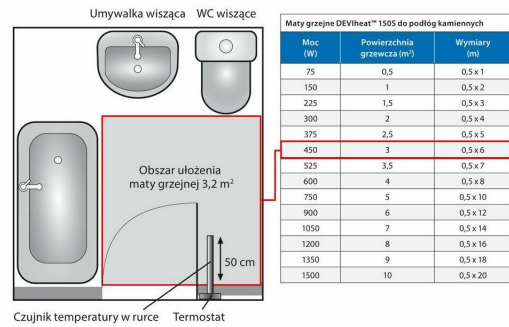 Umywalka wisząca WC wiszące
Obszar ułożenia
maty grzejnej 3,2 m²
50 cm
Czujnik temperatury w rurce Termostat
Maty grzejne DEVIheat™ 150S do podłóg kamiennych
Moc (W) Powierzchnia grzewcza (m²) Wymiary (m)
75 0,5 0,5 x 1
150 1 0,5 x 2
225 1,5 0,5 x 3
300 2 0,5 x 4
375 2,5 0,5 x 5
450 3 0,5 x 6
525 3,5 0,5 x 7
600 4 0,5 x 8
750 5 0,5 x 10
900 6 0,5 x 12
1050 7 0,5 x 14
1200 8 0,5 x 16
1350 9 0,5 x 18
1500 10 0,5 x 20